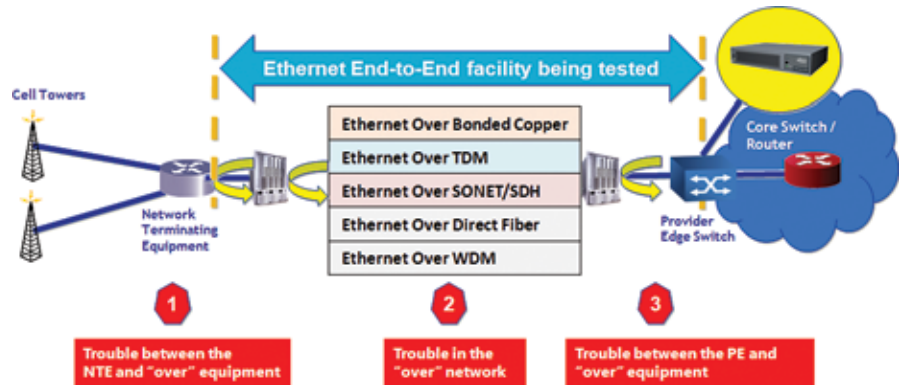 Ethernet End-to-End facility being tested
Cell Towers
Ethernet Over Bonded Copper
Ethernet Over TDM
Ethernet Over SONET/SDH
Ethernet Over Direct Fiber
Ethernet Over WDM
Core Switch /
Router
Network
Terminating
Equipment
Provider
Edge Switch
1
2
3
Trouble between the
NTE and “over” equipment
Trouble in the
“over” network
Trouble between the PE and
“over” equipment